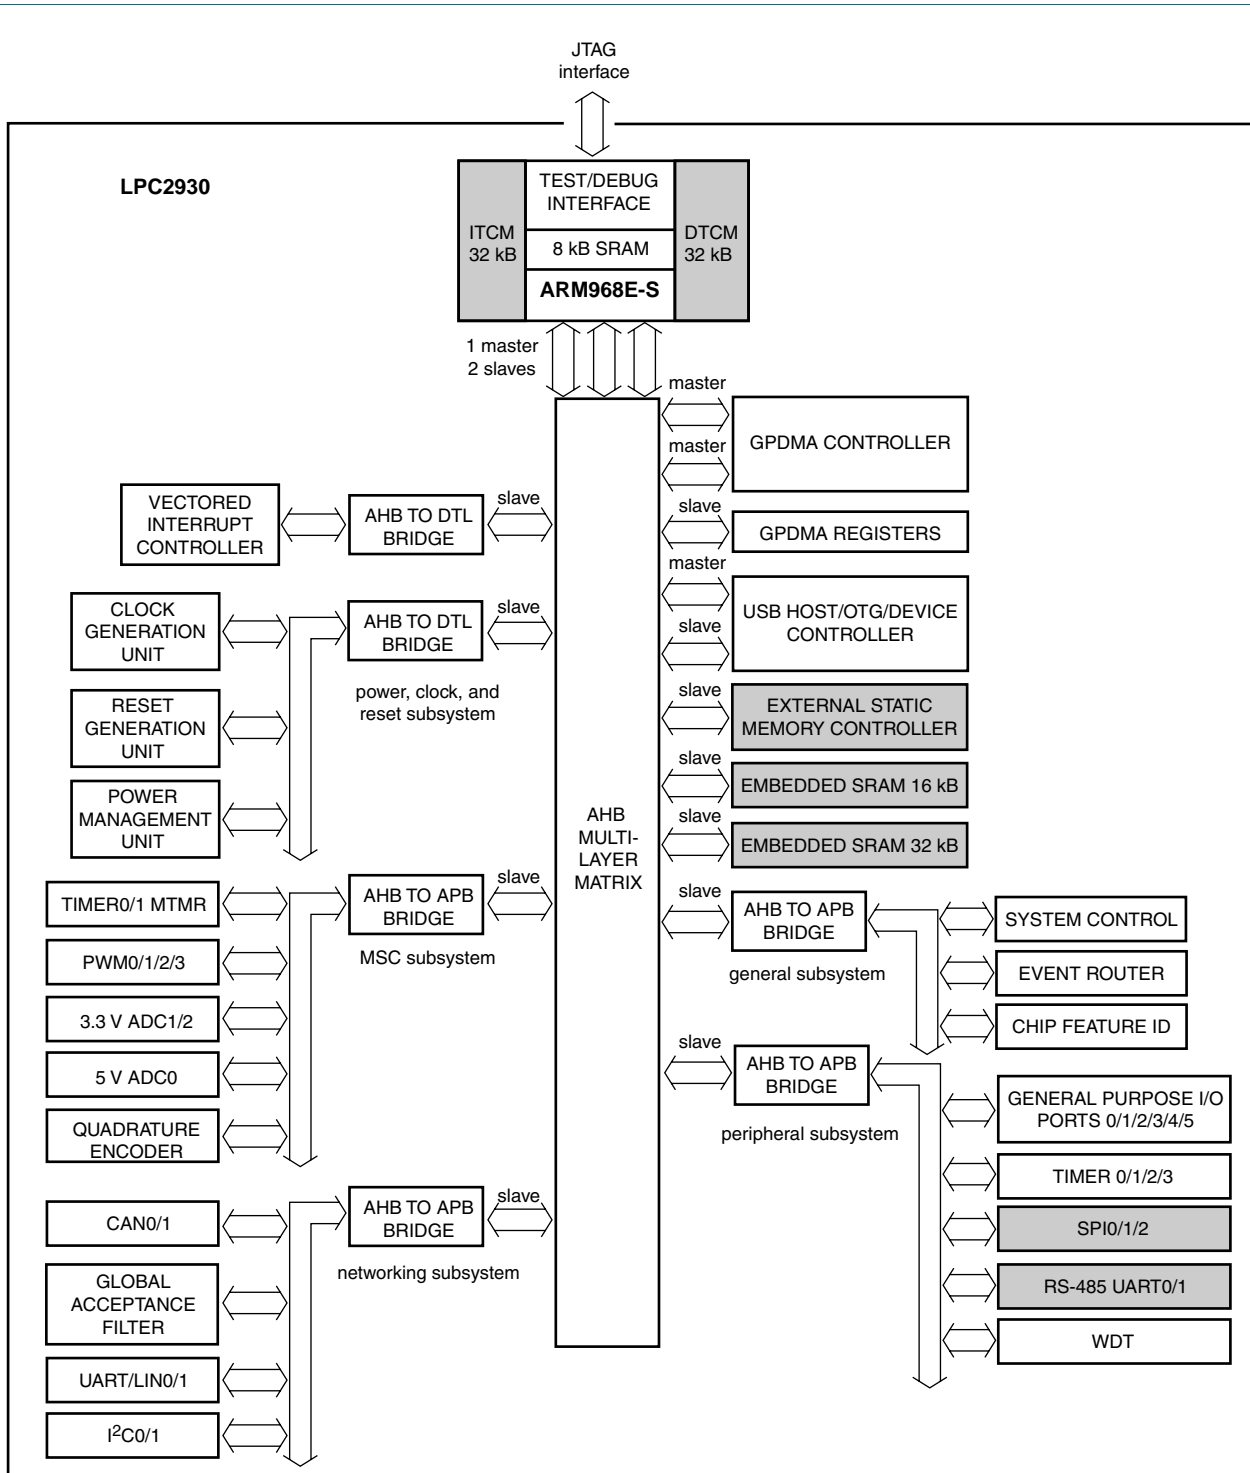 JTAG
interface
LPC2930
TEST/DEBUG
INTERFACE
ITCM
32 kB
8 kB SRAM
DTCM
32 kB
ARM968E-S
1 master
2 slaves
master
GPDMA CONTROLLER
master
slave
GPDMA REGISTERS
master
USB HOST/OTG/DEVICE
CONTROLLER
slave
slave
EXTERNAL STATIC
MEMORY CONTROLLER
slave
EMBEDDED SRAM 16 kB
slave
EMBEDDED SRAM 32 kB
slave
AHB TO APB
BRIDGE
general subsystem
SYSTEM CONTROL
EVENT ROUTER
CHIP FEATURE ID
slave
AHB TO APB
BRIDGE
peripheral subsystem
GENERAL PURPOSE I/O
PORTS 0/1/2/3/4/5
TIMER 0/1/2/3
SPI0/1/2
RS-485 UART0/1
WDT
AHB
MULTI-
LAYER
MATRIX
VECTORED
INTERRUPT
CONTROLLER
AHB TO DTL
BRIDGE
slave
CLOCK
GENERATION
UNIT
AHB TO DTL
BRIDGE
slave
power, clock, and
reset subsystem
RESET
GENERATION
UNIT
POWER
MANAGEMENT
UNIT
TIMER0/1 MTMR
AHB TO APB
BRIDGE
slave
MSC subsystem
PWM0/1/2/3
3.3 V ADC1/2
5 V ADC0
QUADRATURE
ENCODER
CAN0/1
AHB TO APB
BRIDGE
slave
networking subsystem
GLOBAL
ACCEPTANCE
FILTER
UART/LIN0/1
I2C0/1